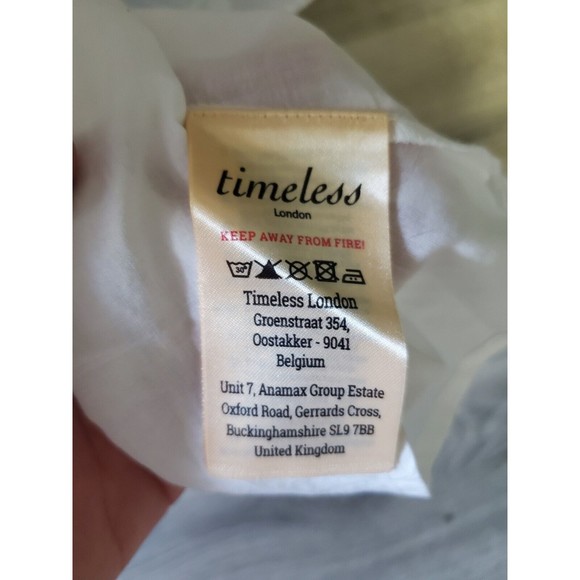 timeless
London
KEEP AWAY FROM FIRE!
30°
Timeless London
Groenstraat 354,
Oostakker - 9041
Belgium
Unit 7, Anamax Group Estate
Oxford Road, Gerrards Cross,
Buckinghamshire SL9 7BB
United Kingdom